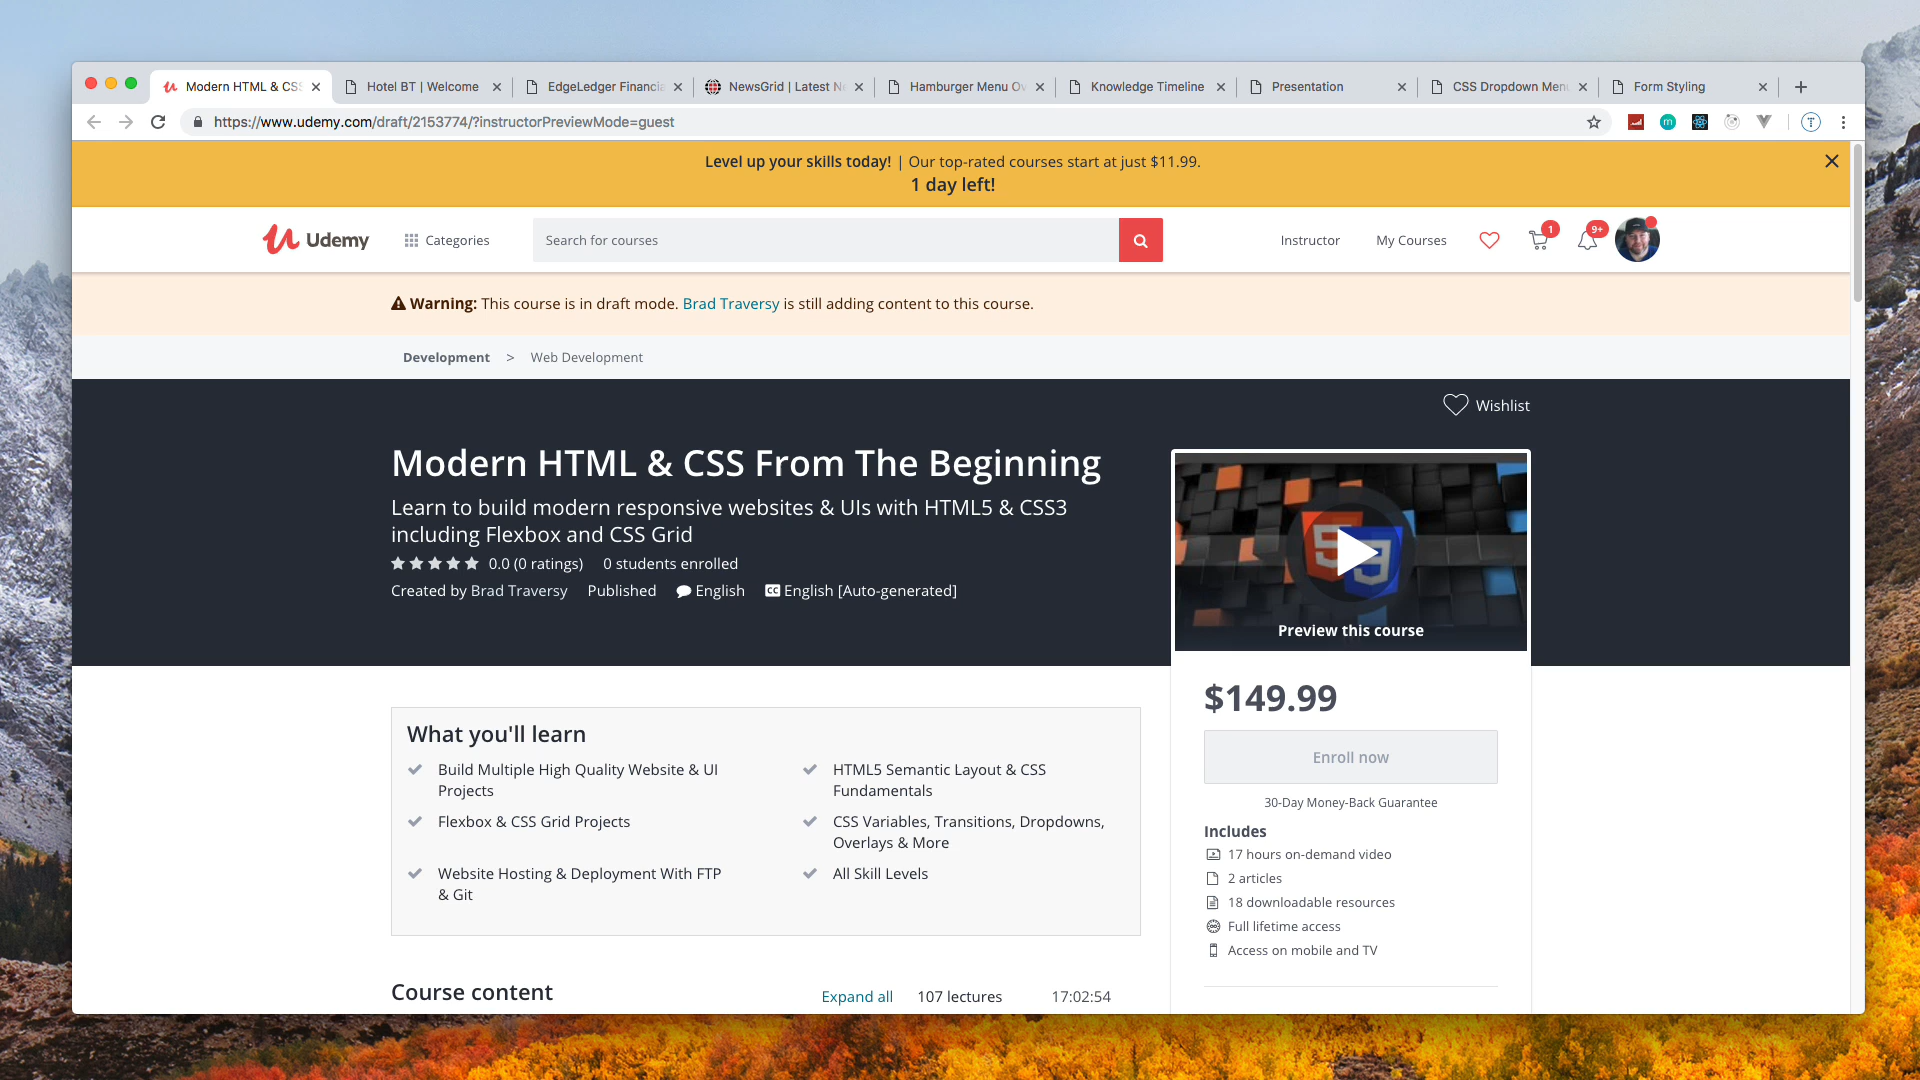 Modern HTML & CSS
Hotel BT | Welcome
EdgeLedger Financia
NewsGrid | Latest N
Hamburger Menu Ov
Knowledge Timeline
Presentation
CSS Dropdown Menu
Form Styling
https://www.udemy.com/draft/2153774/?instructorPreviewMode=guest
Level up your skills today! | Our top-rated courses start at just $11.99.
1 day left!
Udemy
Categories
Search for courses
Instructor
My Courses
1
9+
Warning: This course is in draft mode. Brad Traversy is still adding content to this course.
Development > Web Development
Wishlist
Modern HTML & CSS From The Beginning
Learn to build modern responsive websites & UIs with HTML5 & CSS3
including Flexbox and CSS Grid
0.0 (0 ratings) 0 students enrolled
Created by Brad Traversy Published English CC English [Auto-generated]
Preview this course
$149.99
Enroll now
30-Day Money-Back Guarantee
Includes
17 hours on-demand video
2 articles
18 downloadable resources
Full lifetime access
Access on mobile and TV
What you'll learn
Build Multiple High Quality Website & UI
Projects
HTML5 Semantic Layout & CSS
Fundamentals
Flexbox & CSS Grid Projects
CSS Variables, Transitions, Dropdowns,
Overlays & More
Website Hosting & Deployment With FTP
& Git
All Skill Levels
Course content
Expand all
107 lectures
17:02:54